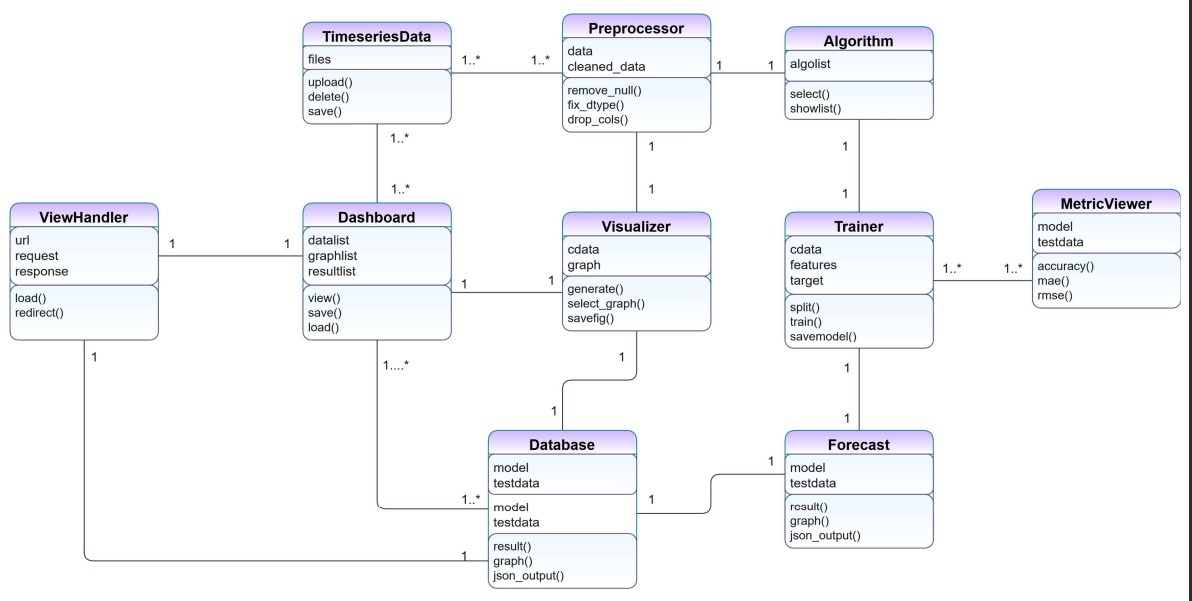 TimeseriesData
files
upload()
delete()
save()
1..*
1..*
Preprocessor
data
cleaned_data
remove_null()
fix_dtype()
drop_cols()
1
1
Algorithm
algolist
select()
showlist()
1..*
1..*
1
1
1
1
ViewHandler
url
request
response
load()
redirect()
1
1
Dashboard
datalist
graphlist
resultlist
view()
save()
load()
1
1
Visualizer
cdata
graph
generate()
select_graph()
savefig()
Trainer
cdata
features
target
split()
train()
savemodel()
1..*
1..*
MetricViewer
model
testdata
accuracy()
mae()
rmse()
1
1....*
1
1
1
1
Database
model
testdata
model
testdata
result()
graph()
json_output()
1..*
1
1
1
Forecast
model
testdata
result()
graph()
json_output()